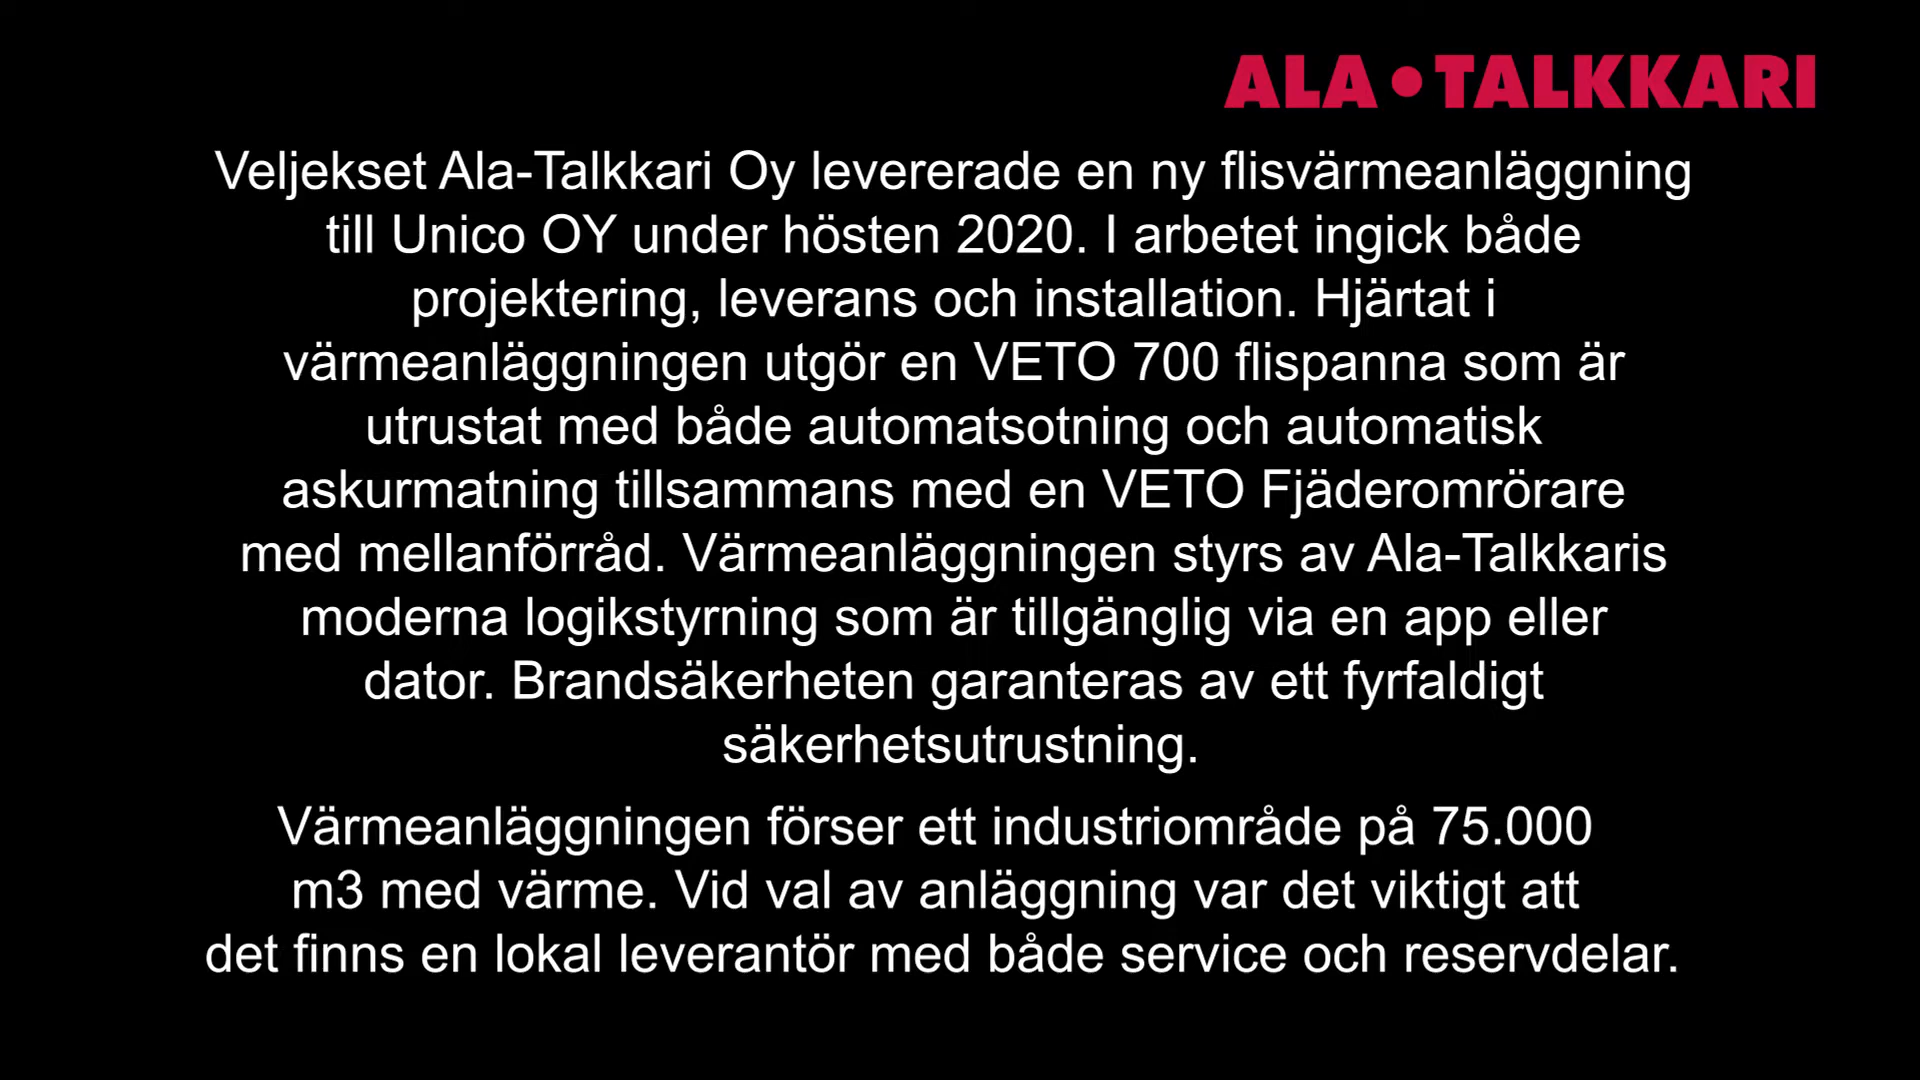 ALA•TALKKARI
Veljekset Ala-Talkkari Oy levererade en ny flisvärmeanläggning
till Unico OY under hösten 2020. I arbetet ingick både
projektering, leverans och installation. Hjärtat i
värmeanläggningen utgör en VETO 700 flispanna som är
utrustat med både automatsotning och automatisk
askurmatning tillsammans med en VETO Fjäderomrörare
med mellanförråd. Värmeanläggningen styrs av Ala-Talkkaris
moderna logikstyrning som är tillgänglig via en app eller
dator. Brandsäkerheten garanteras av ett fyrfaldigt
säkerhetsutrustning.
Värmeanläggningen förser ett industriområde på 75.000
m3 med värme. Vid val av anläggning var det viktigt att
det finns en lokal leverantör med både service och reservdelar.